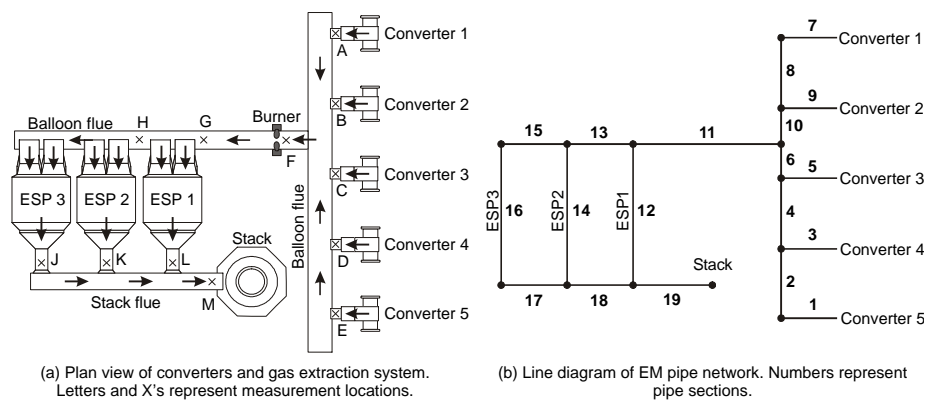 Converter 1
A
Converter 2
B
Balloon flue
H
G
Burner
F
Converter 3
C
ESP 3
ESP 2
ESP 1
Balloon flue
Converter 4
D
Stack
J
K
L
M
Stack flue
Converter 5
E
(a) Plan view of converters and gas extraction system.
Letters and X's represent measurement locations.
7
Converter 1
8
9
Converter 2
10
15
13
11
6
5
Converter 3
ESP3
16
ESP2
14
ESP1
12
4
3
Converter 4
Stack
2
17
18
19
1
Converter 5
(b) Line diagram of EM pipe network. Numbers represent
pipe sections.